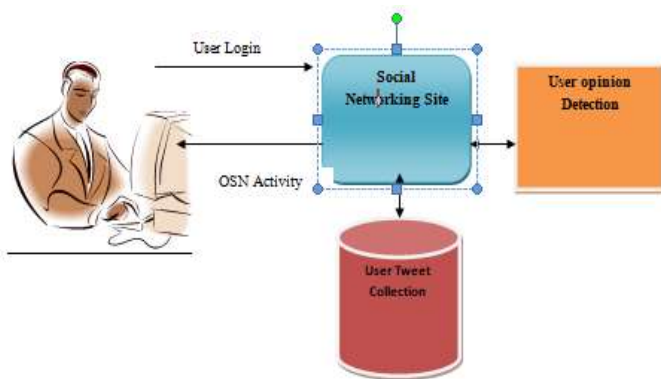 User Login
Social
Networking Site
User opinion
Detection
OSN Activity
User Tweet
Collection